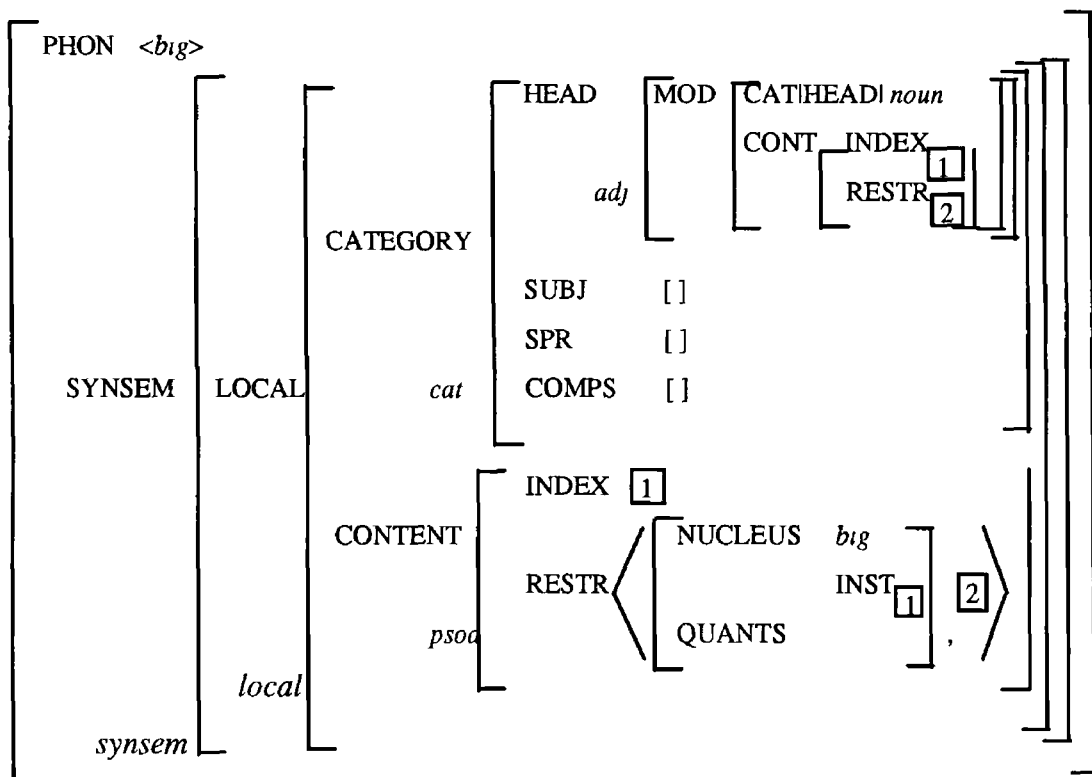 PHON <big>
HEAD MOD CAT|HEAD| noun
CONT INDEX 1
adj RESTR 2
CATEGORY
SUBJ [ ]
SPR [ ]
SYNSEM LOCAL cat COMPS [ ]
INDEX 1
CONTENT NUCLEUS big
RESTR INST 1 , 2
psoa QUANTS
local
synsem